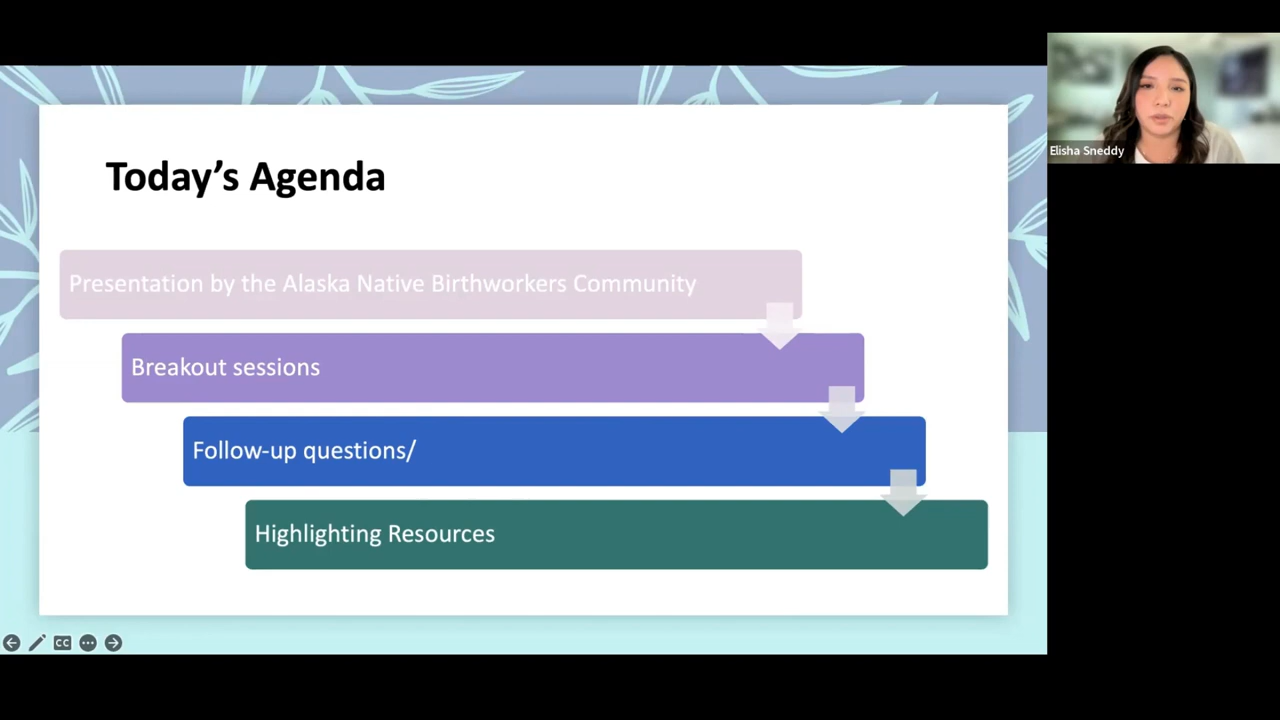 Today's Agenda
Presentation by the Alaska Native Birthworkers Community
Breakout sessions
Follow-up questions/
Highlighting Resources
Elisha Sneddy
CC